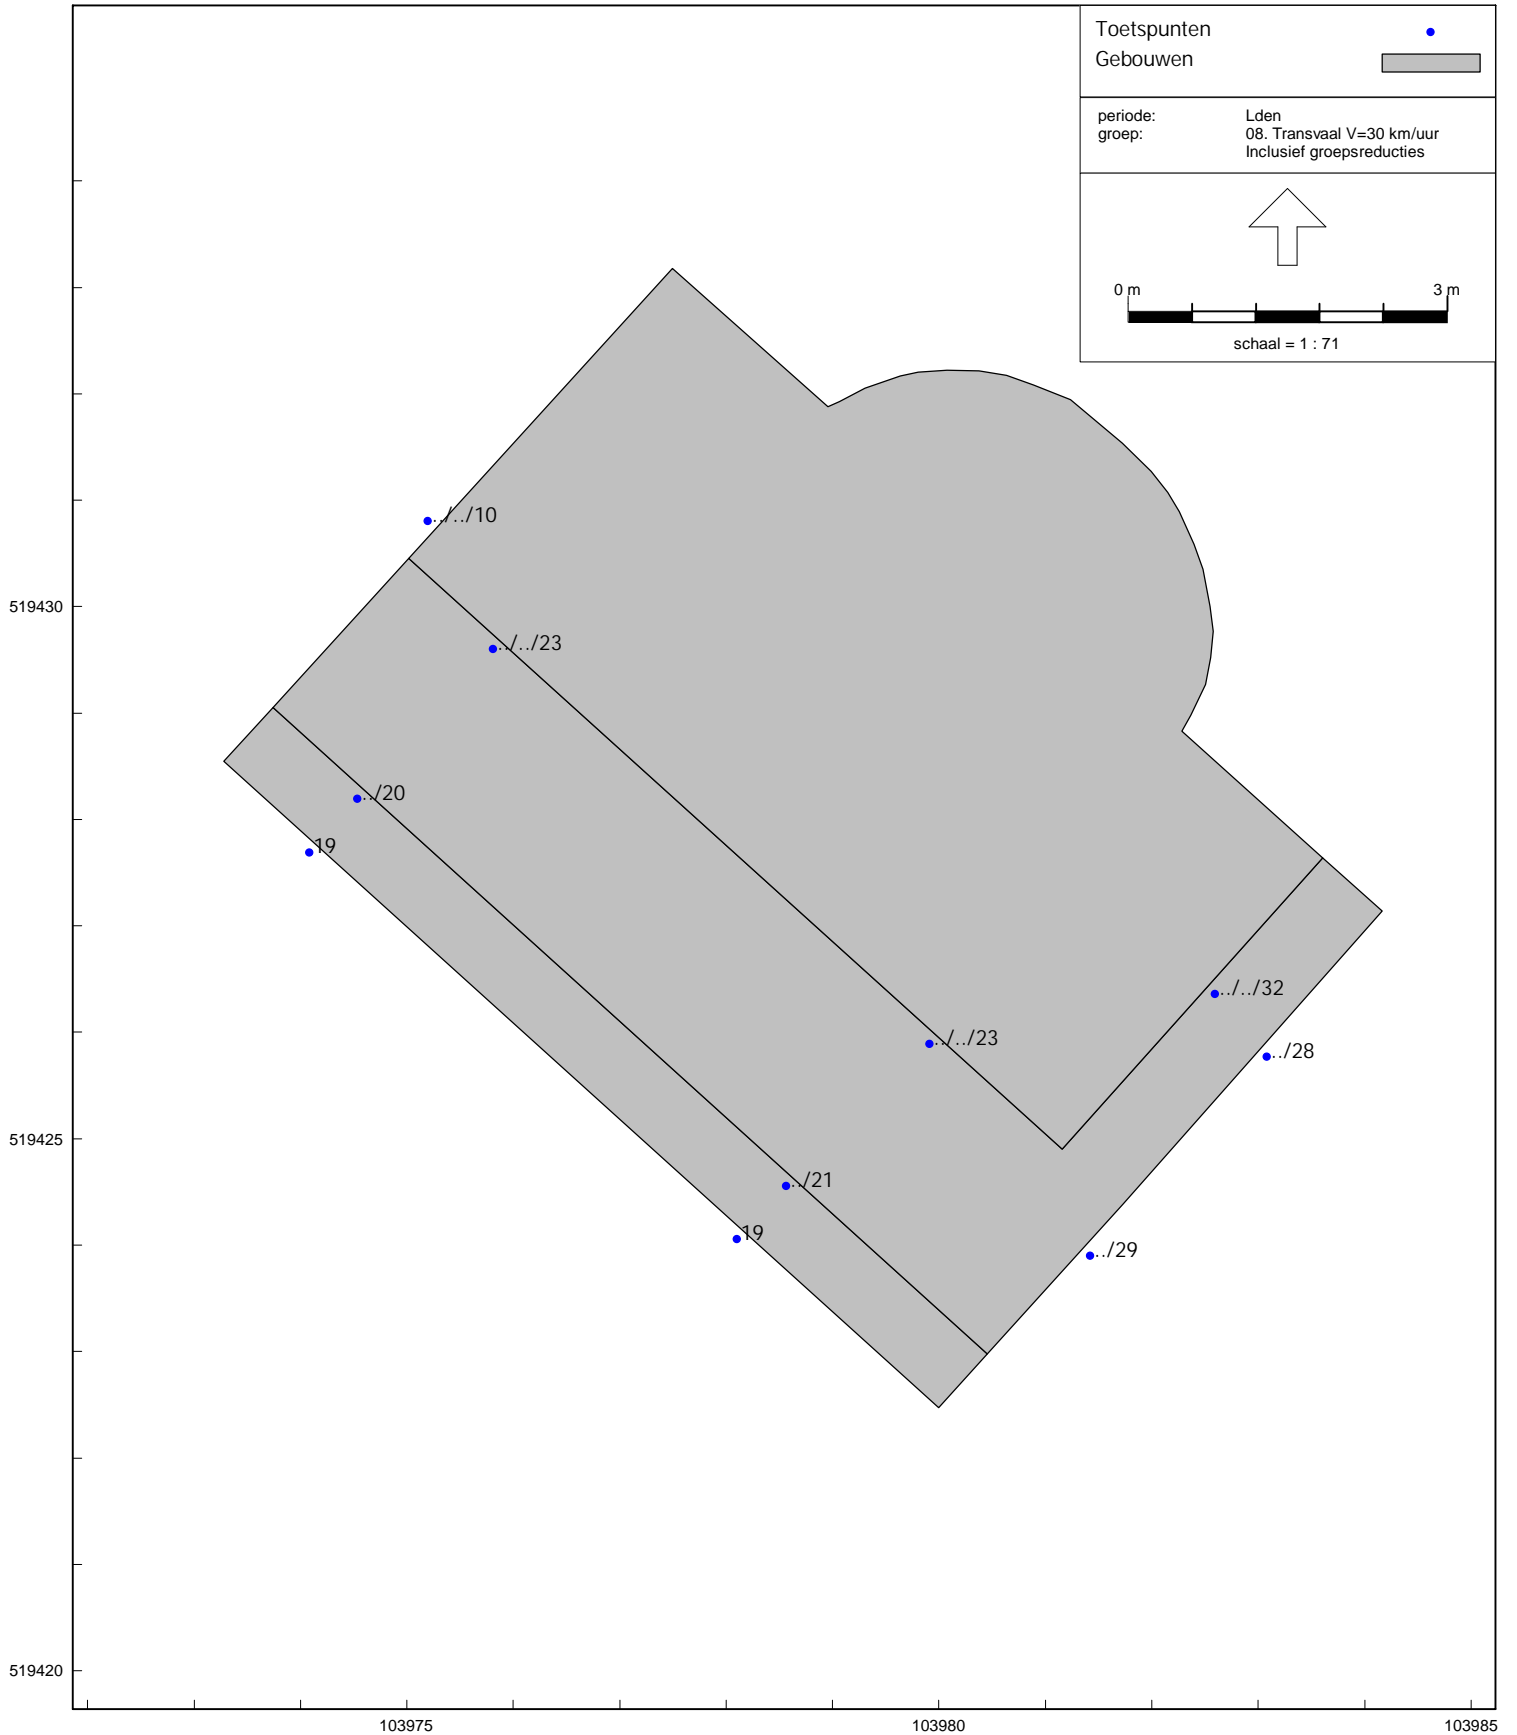 Toetspunten
Gebouwen
periode: Lden
groep: 08. Transvaal V=30 km/uur
Inclusief groepsreducties
0 m 3 m
schaal = 1 : 71
../../10
519430
../../23
../20
19
../../32
../../23
../28
519425
../21
19
../29
519420
103975 103980 103985